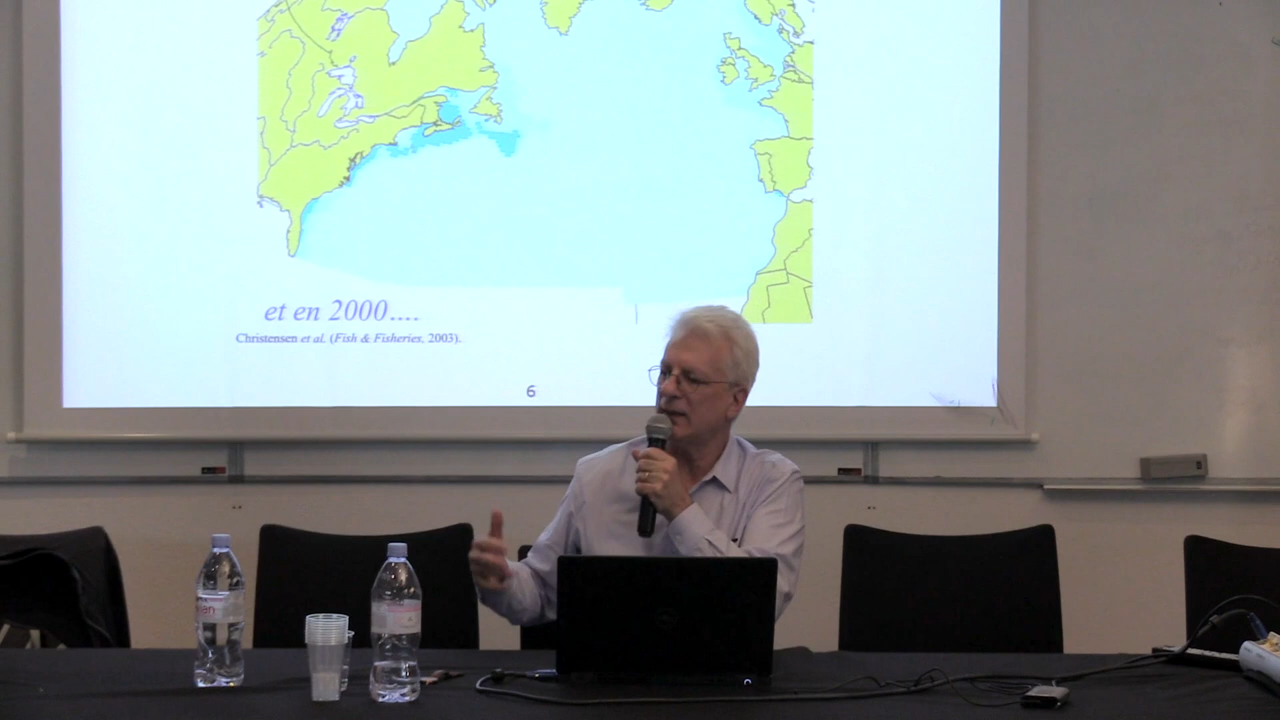 et en 2000....
Christensen et al. (Fish & Fisheries, 2003).
6